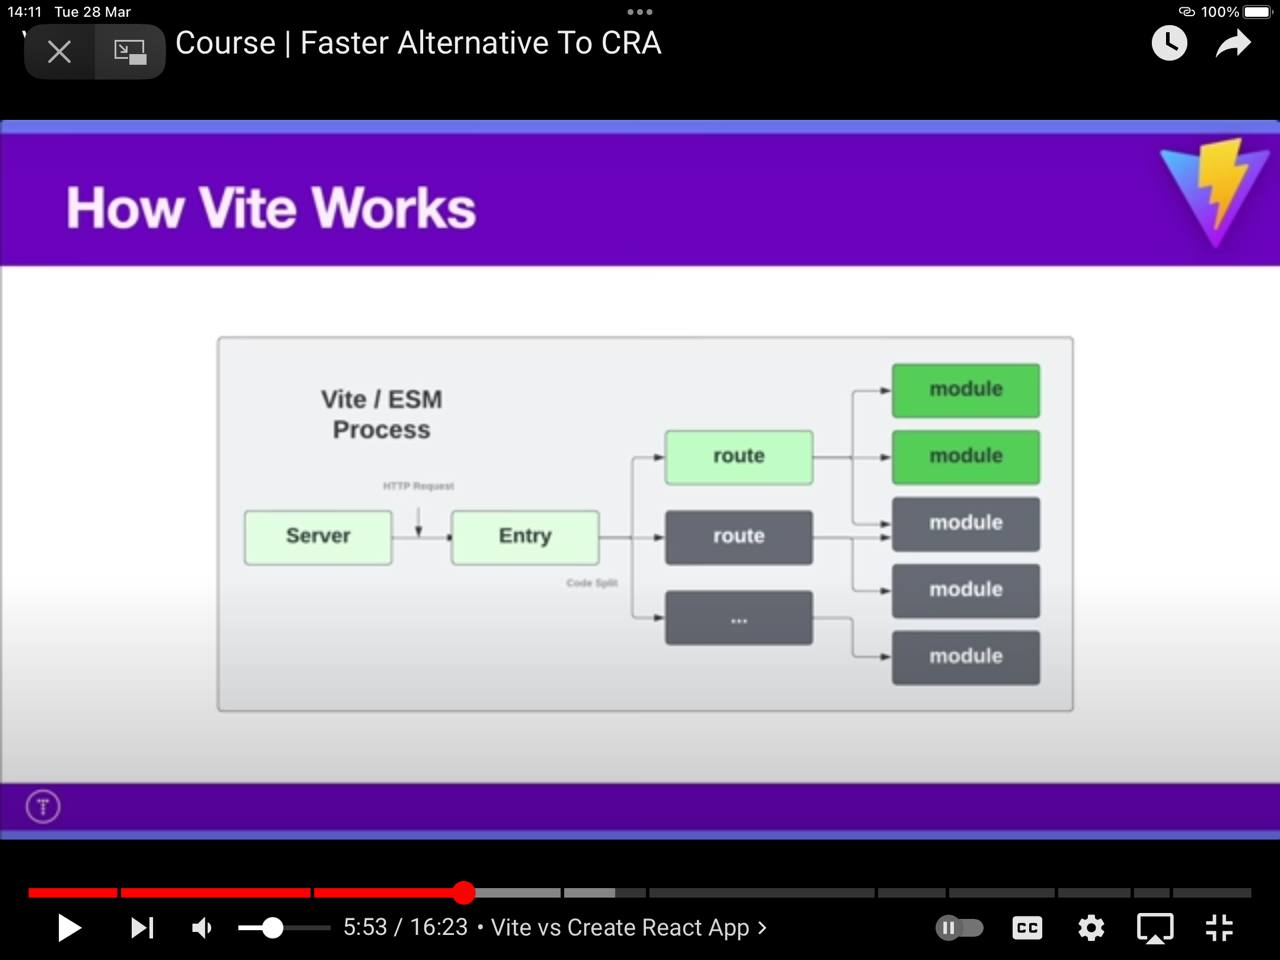 14:11 Tue 28 Mar
100%
Course | Faster Alternative To CRA
How Vite Works
Vite / ESM
Process
HTTP Request
Server
Entry
Code Split
route
route
...
module
module
module
module
module
T
5:53 / 16:23 • Vite vs Create React App >
CC